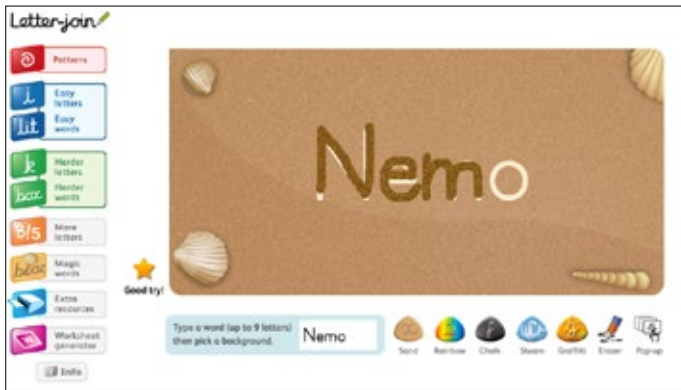 Letter-join
Patterns
Easy
letters
Easy
words
Harder
letters
Harder
words
More
letters
Magic
words
Extra
resources
Worksheet
generator
Info
Nemo
Good try!
Type a word (up to 9 letters)
then pick a background.
Nemo
Sand
Rainbow
Chalk
Steam
Graffiti
Eraser
Pop-up
i
lit
k
box
B/s